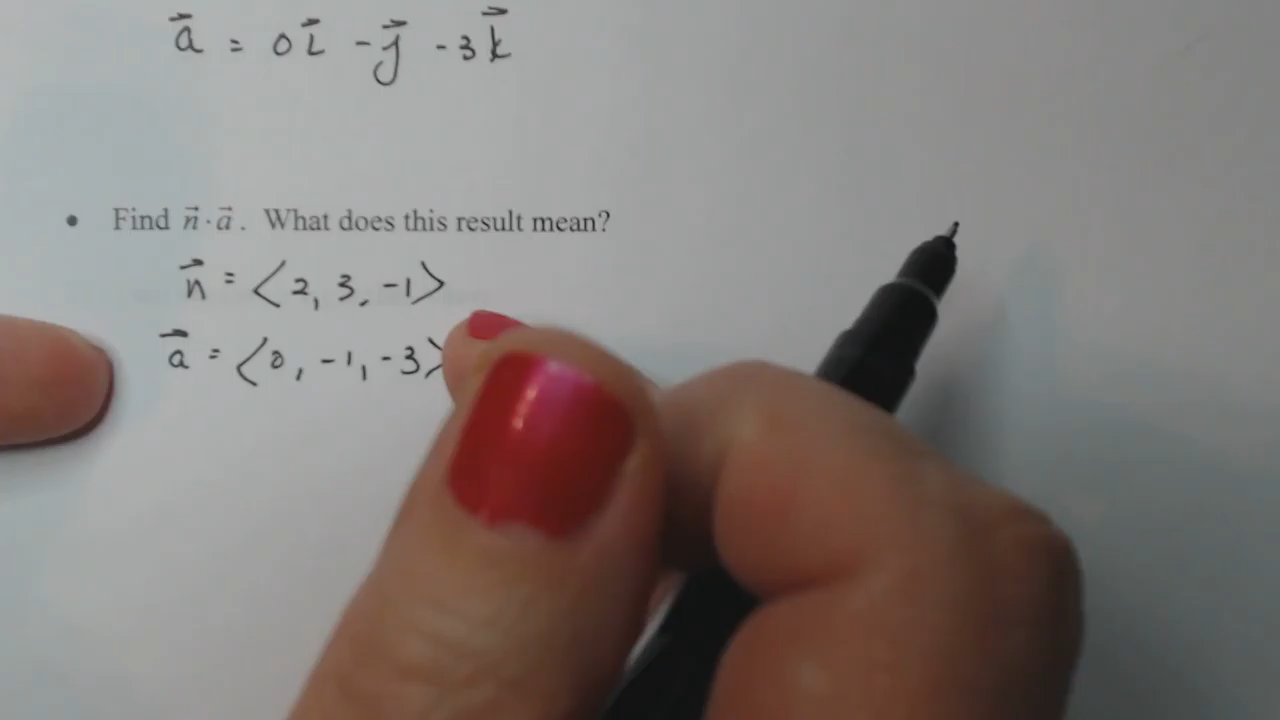 a⃗ = 0i⃗ - j⃗ - 3k⃗
• Find n⃗ · a⃗. What does this result mean?
n⃗ = ⟨2, 3, -1⟩
a⃗ = ⟨0, -1, -3⟩